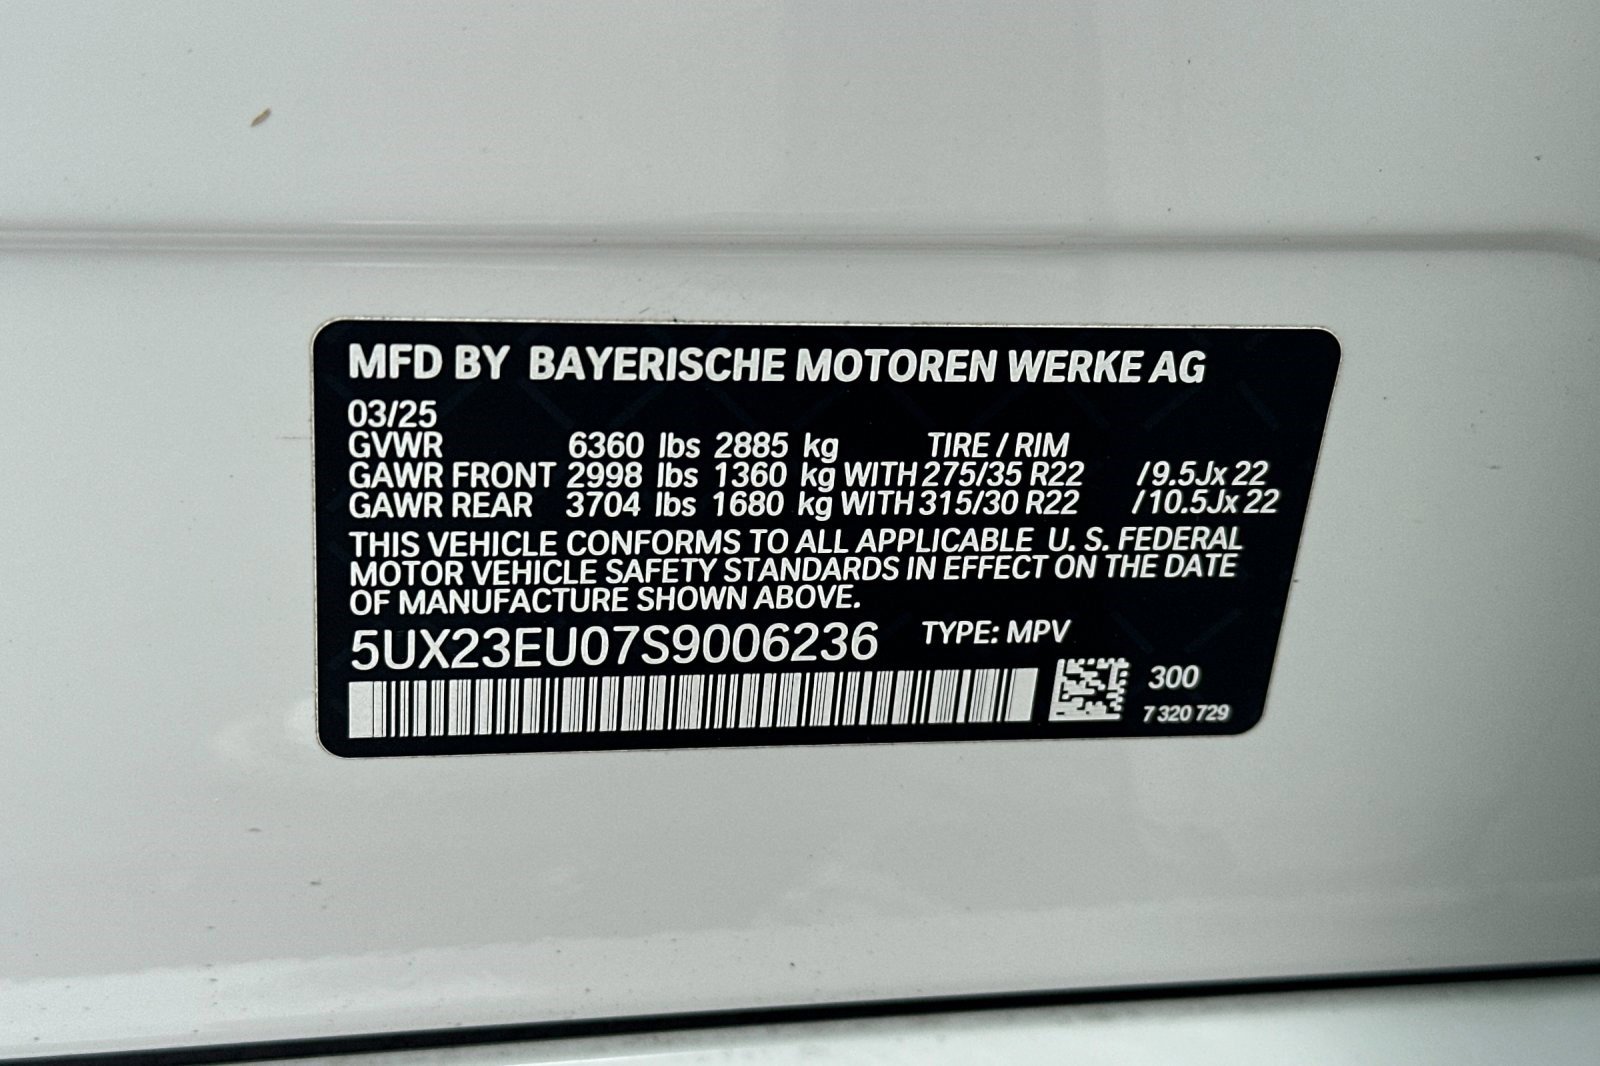 MFD BY BAYERISCHE MOTOREN WERKE AG
03/25
GVWR 6360 lbs 2885 kg TIRE / RIM
GAWR FRONT 2998 lbs 1360 kg WITH 275/35 R22 /9.5Jx 22
GAWR REAR 3704 lbs 1680 kg WITH 315/30 R22 /10.5Jx 22
THIS VEHICLE CONFORMS TO ALL APPLICABLE U. S. FEDERAL
MOTOR VEHICLE SAFETY STANDARDS IN EFFECT ON THE DATE
OF MANUFACTURE SHOWN ABOVE.
5UX23EU07S9006236 TYPE: MPV
300
7 320 729